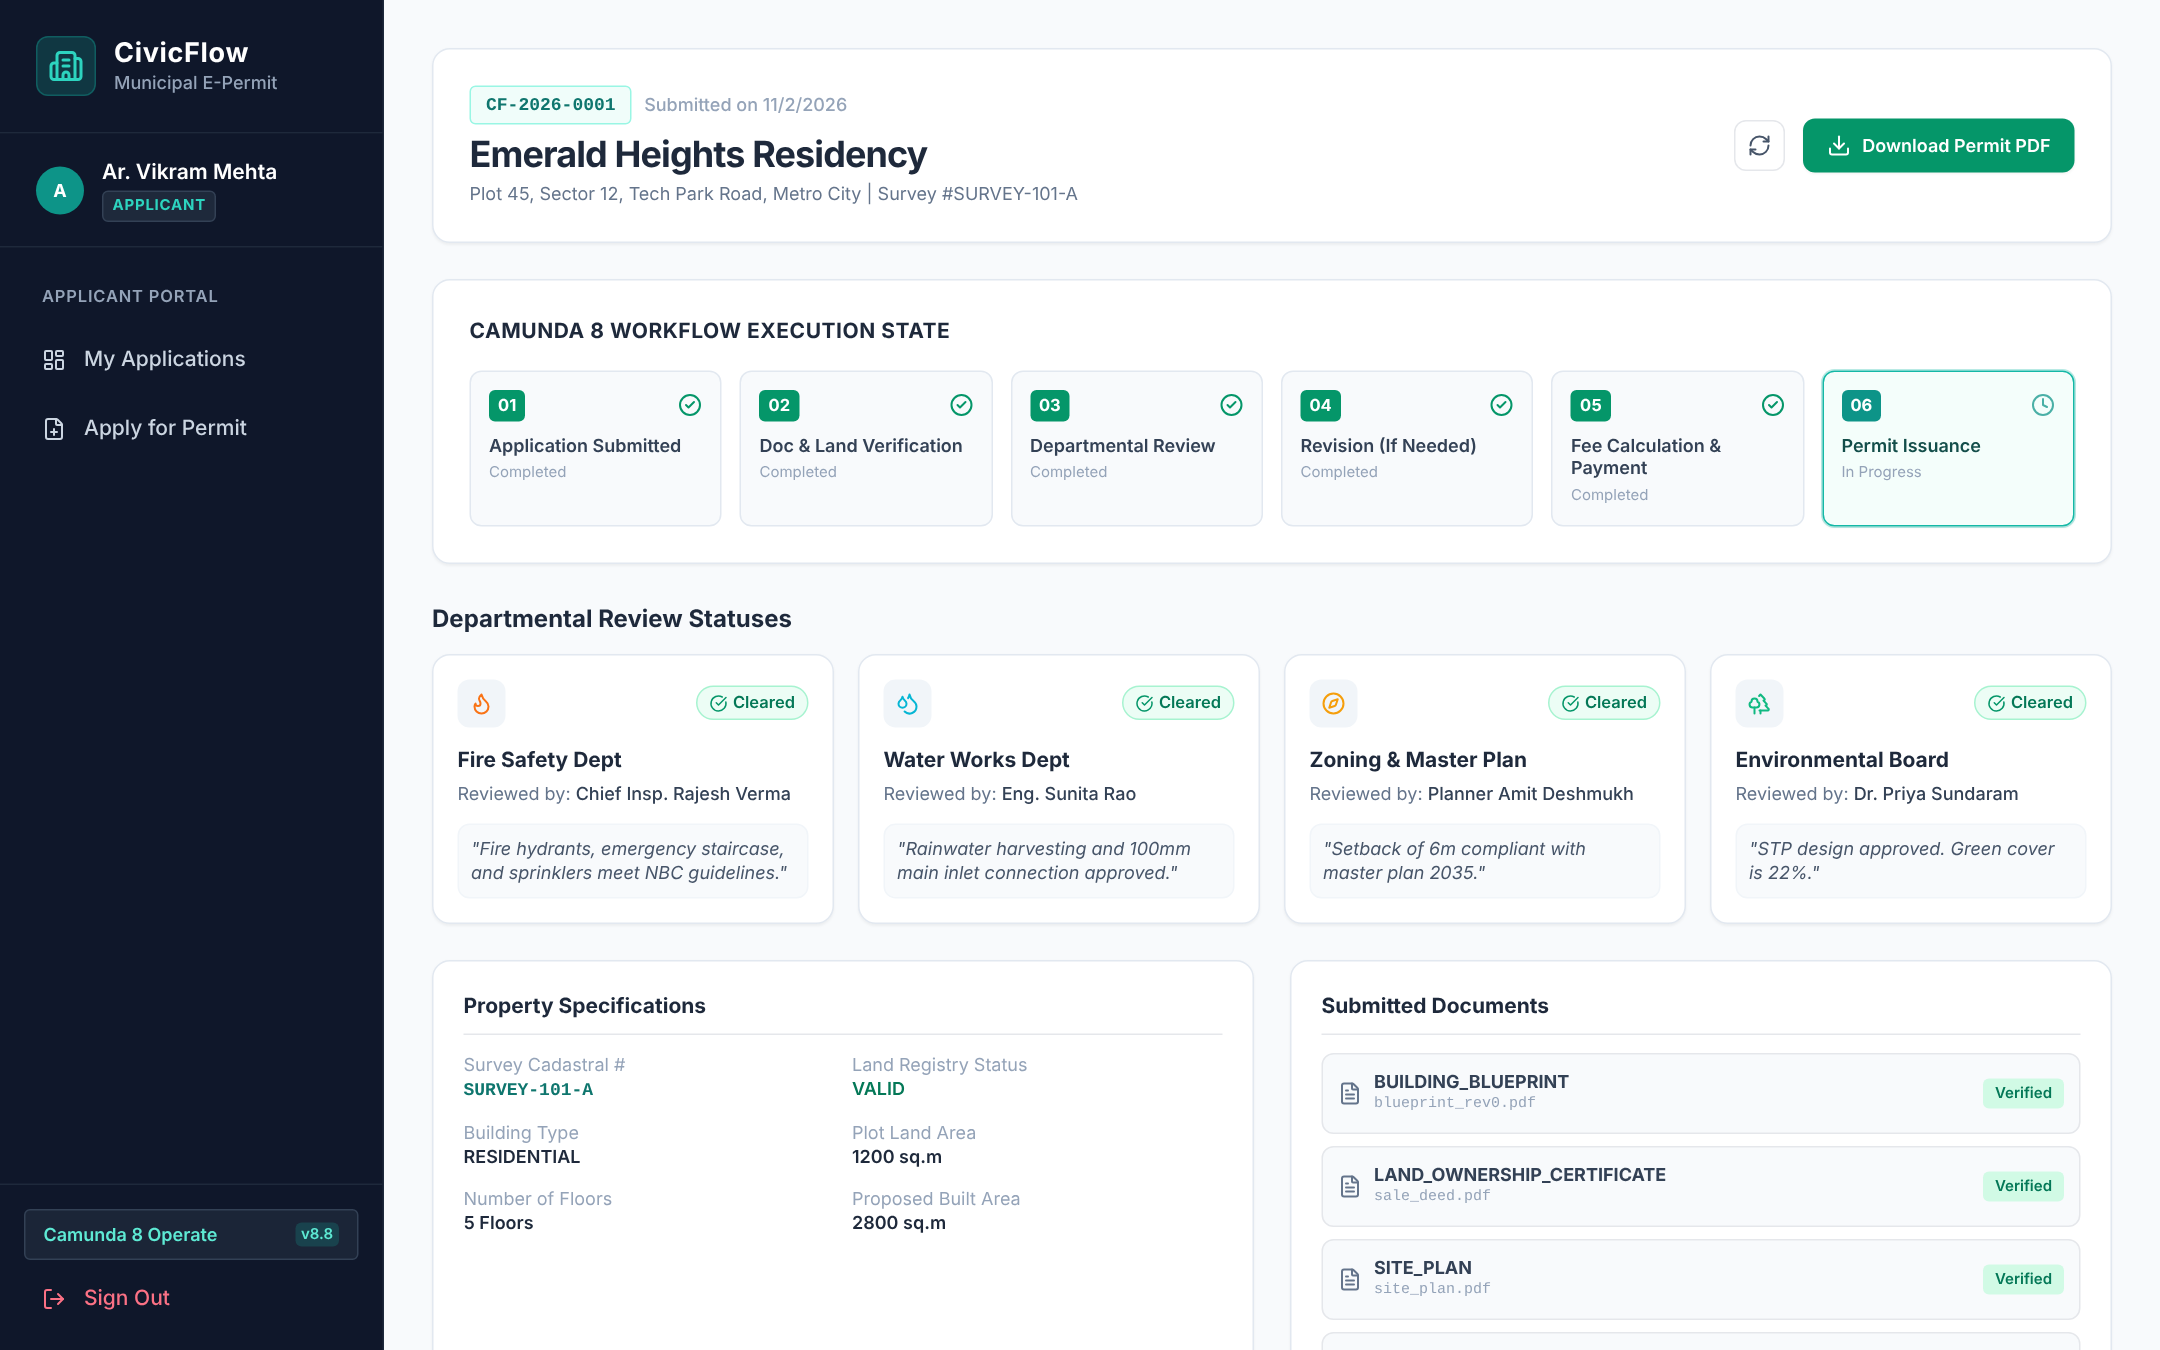 CivicFlow
Municipal E-Permit
A
Ar. Vikram Mehta
APPLICANT
APPLICANT PORTAL
My Applications
Apply for Permit
Camunda 8 Operate
v8.8
Sign Out
CF-2026-0001
Submitted on 11/2/2026
Emerald Heights Residency
Plot 45, Sector 12, Tech Park Road, Metro City | Survey #SURVEY-101-A
Download Permit PDF
CAMUNDA 8 WORKFLOW EXECUTION STATE
01
Application Submitted
Completed
02
Doc & Land Verification
Completed
03
Departmental Review
Completed
04
Revision (If Needed)
Completed
05
Fee Calculation &
Payment
Completed
06
Permit Issuance
In Progress
Departmental Review Statuses
Cleared
Fire Safety Dept
Reviewed by: Chief Insp. Rajesh Verma
"Fire hydrants, emergency staircase,
and sprinklers meet NBC guidelines."
Cleared
Water Works Dept
Reviewed by: Eng. Sunita Rao
"Rainwater harvesting and 100mm
main inlet connection approved."
Cleared
Zoning & Master Plan
Reviewed by: Planner Amit Deshmukh
"Setback of 6m compliant with
master plan 2035."
Cleared
Environmental Board
Reviewed by: Dr. Priya Sundaram
"STP design approved. Green cover
is 22%."
Property Specifications
Survey Cadastral #
SURVEY-101-A
Land Registry Status
VALID
Building Type
RESIDENTIAL
Plot Land Area
1200 sq.m
Number of Floors
5 Floors
Proposed Built Area
2800 sq.m
Submitted Documents
BUILDING_BLUEPRINT
blueprint_rev0.pdf
Verified
LAND_OWNERSHIP_CERTIFICATE
sale_deed.pdf
Verified
SITE_PLAN
site_plan.pdf
Verified